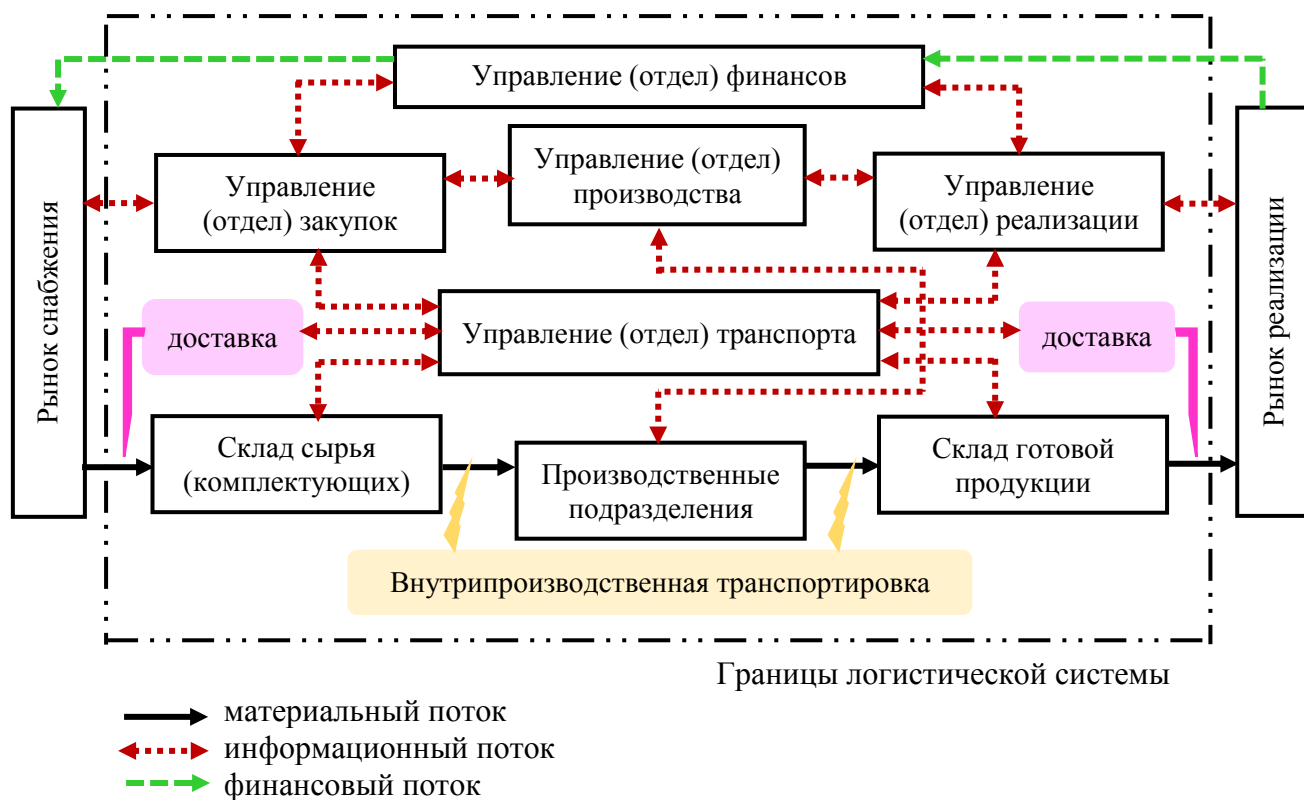 Управление (отдел) финансов
Рынок снабжения
Управление
(отдел) закупок
Управление (отдел)
производства
Управление
(отдел) реализации
Рынок реализации
доставка
Управление (отдел) транспорта
доставка
Склад сырья
(комплектующих)
Производственные
подразделения
Склад готовой
продукции
Внутрипроизводственная транспортировка
Границы логистической системы
материальный поток
информационный поток
финансовый поток